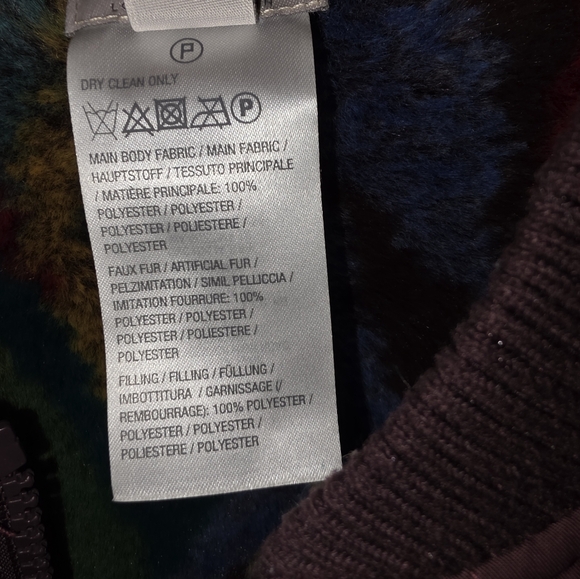 P
DRY CLEAN ONLY
P
MAIN BODY FABRIC / MAIN FABRIC /
HAUPTSTOFF / TESSUTO PRINCIPALE
/ MATIÈRE PRINCIPALE: 100%
POLYESTER / POLYESTER /
POLYESTER / POLIESTERE /
POLYESTER
FAUX FUR / ARTIFICIAL FUR /
PELZIMITATION / SIMIL PELLICCIA /
IMITATION FOURRURE: 100%
POLYESTER / POLYESTER /
POLYESTER / POLIESTERE /
POLYESTER
FILLING / FILLING / FÜLLUNG /
IMBOTTITURA / GARNISSAGE (/
REMBOURRAGE): 100% POLYESTER /
POLYESTER / POLYESTER /
POLIESTERE / POLYESTER